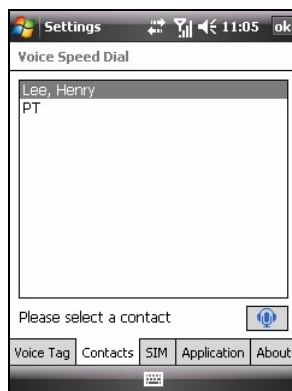 Settings 11:05 ok
Voice Speed Dial
Lee, Henry
PT
Please select a contact
Voice Tag Contacts SIM Application About